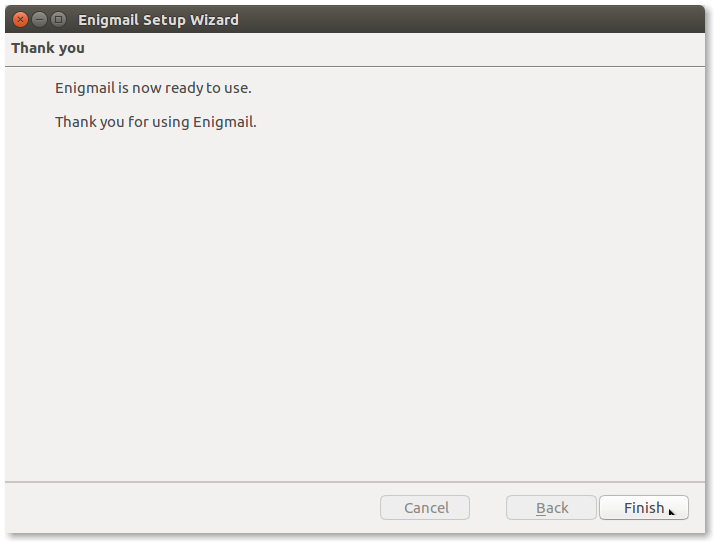 Enigmail Setup Wizard
Thank you
Enigmail is now ready to use.
Thank you for using Enigmail.
Cancel
Back
Finish